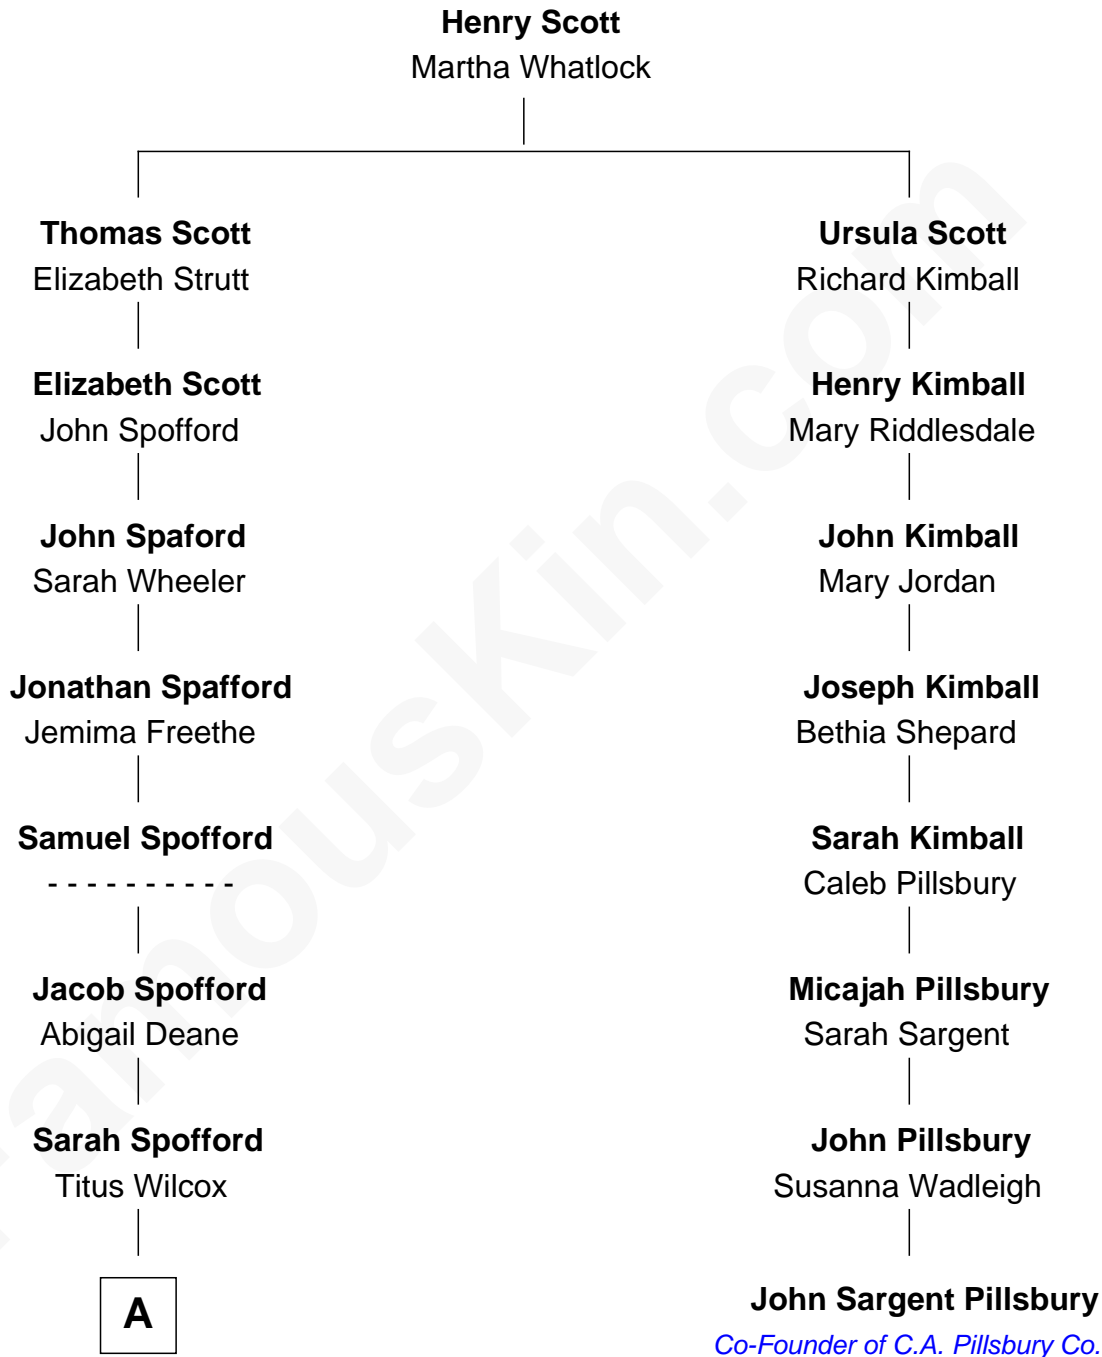 Henry Scott
Martha Whatlock
Thomas Scott
Elizabeth Strutt
Ursula Scott
Richard Kimball
Elizabeth Scott
John Spofford
Henry Kimball
Mary Riddlesdale
John Spaford
Sarah Wheeler
John Kimball
Mary Jordan
Jonathan Spafford
Jemima Freethe
Joseph Kimball
Bethia Shepard
Samuel Spofford
- - - - - - - - - -
Sarah Kimball
Caleb Pillsbury
Jacob Spofford
Abigail Deane
Micajah Pillsbury
Sarah Sargent
Sarah Spofford
Titus Wilcox
John Pillsbury
Susanna Wadleigh
A
John Sargent Pillsbury
Co-Founder of C.A. Pillsbury Co.
FamousKin.com